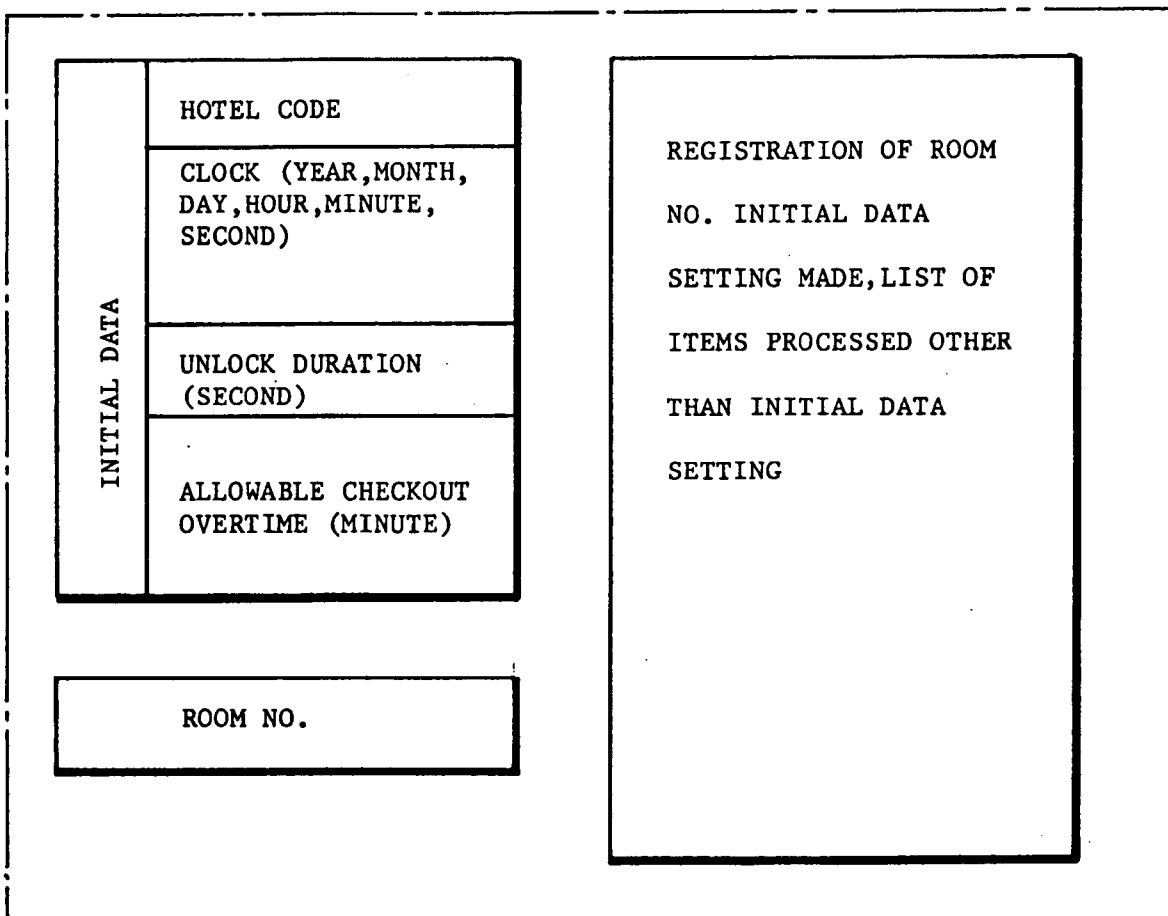 INITIAL DATA
HOTEL CODE
CLOCK (YEAR,MONTH,
DAY,HOUR,MINUTE,
SECOND)
UNLOCK DURATION
(SECOND)
ALLOWABLE CHECKOUT
OVERTIME (MINUTE)
ROOM NO.
REGISTRATION OF ROOM
NO. INITIAL DATA
SETTING MADE,LIST OF
ITEMS PROCESSED OTHER
THAN INITIAL DATA
SETTING